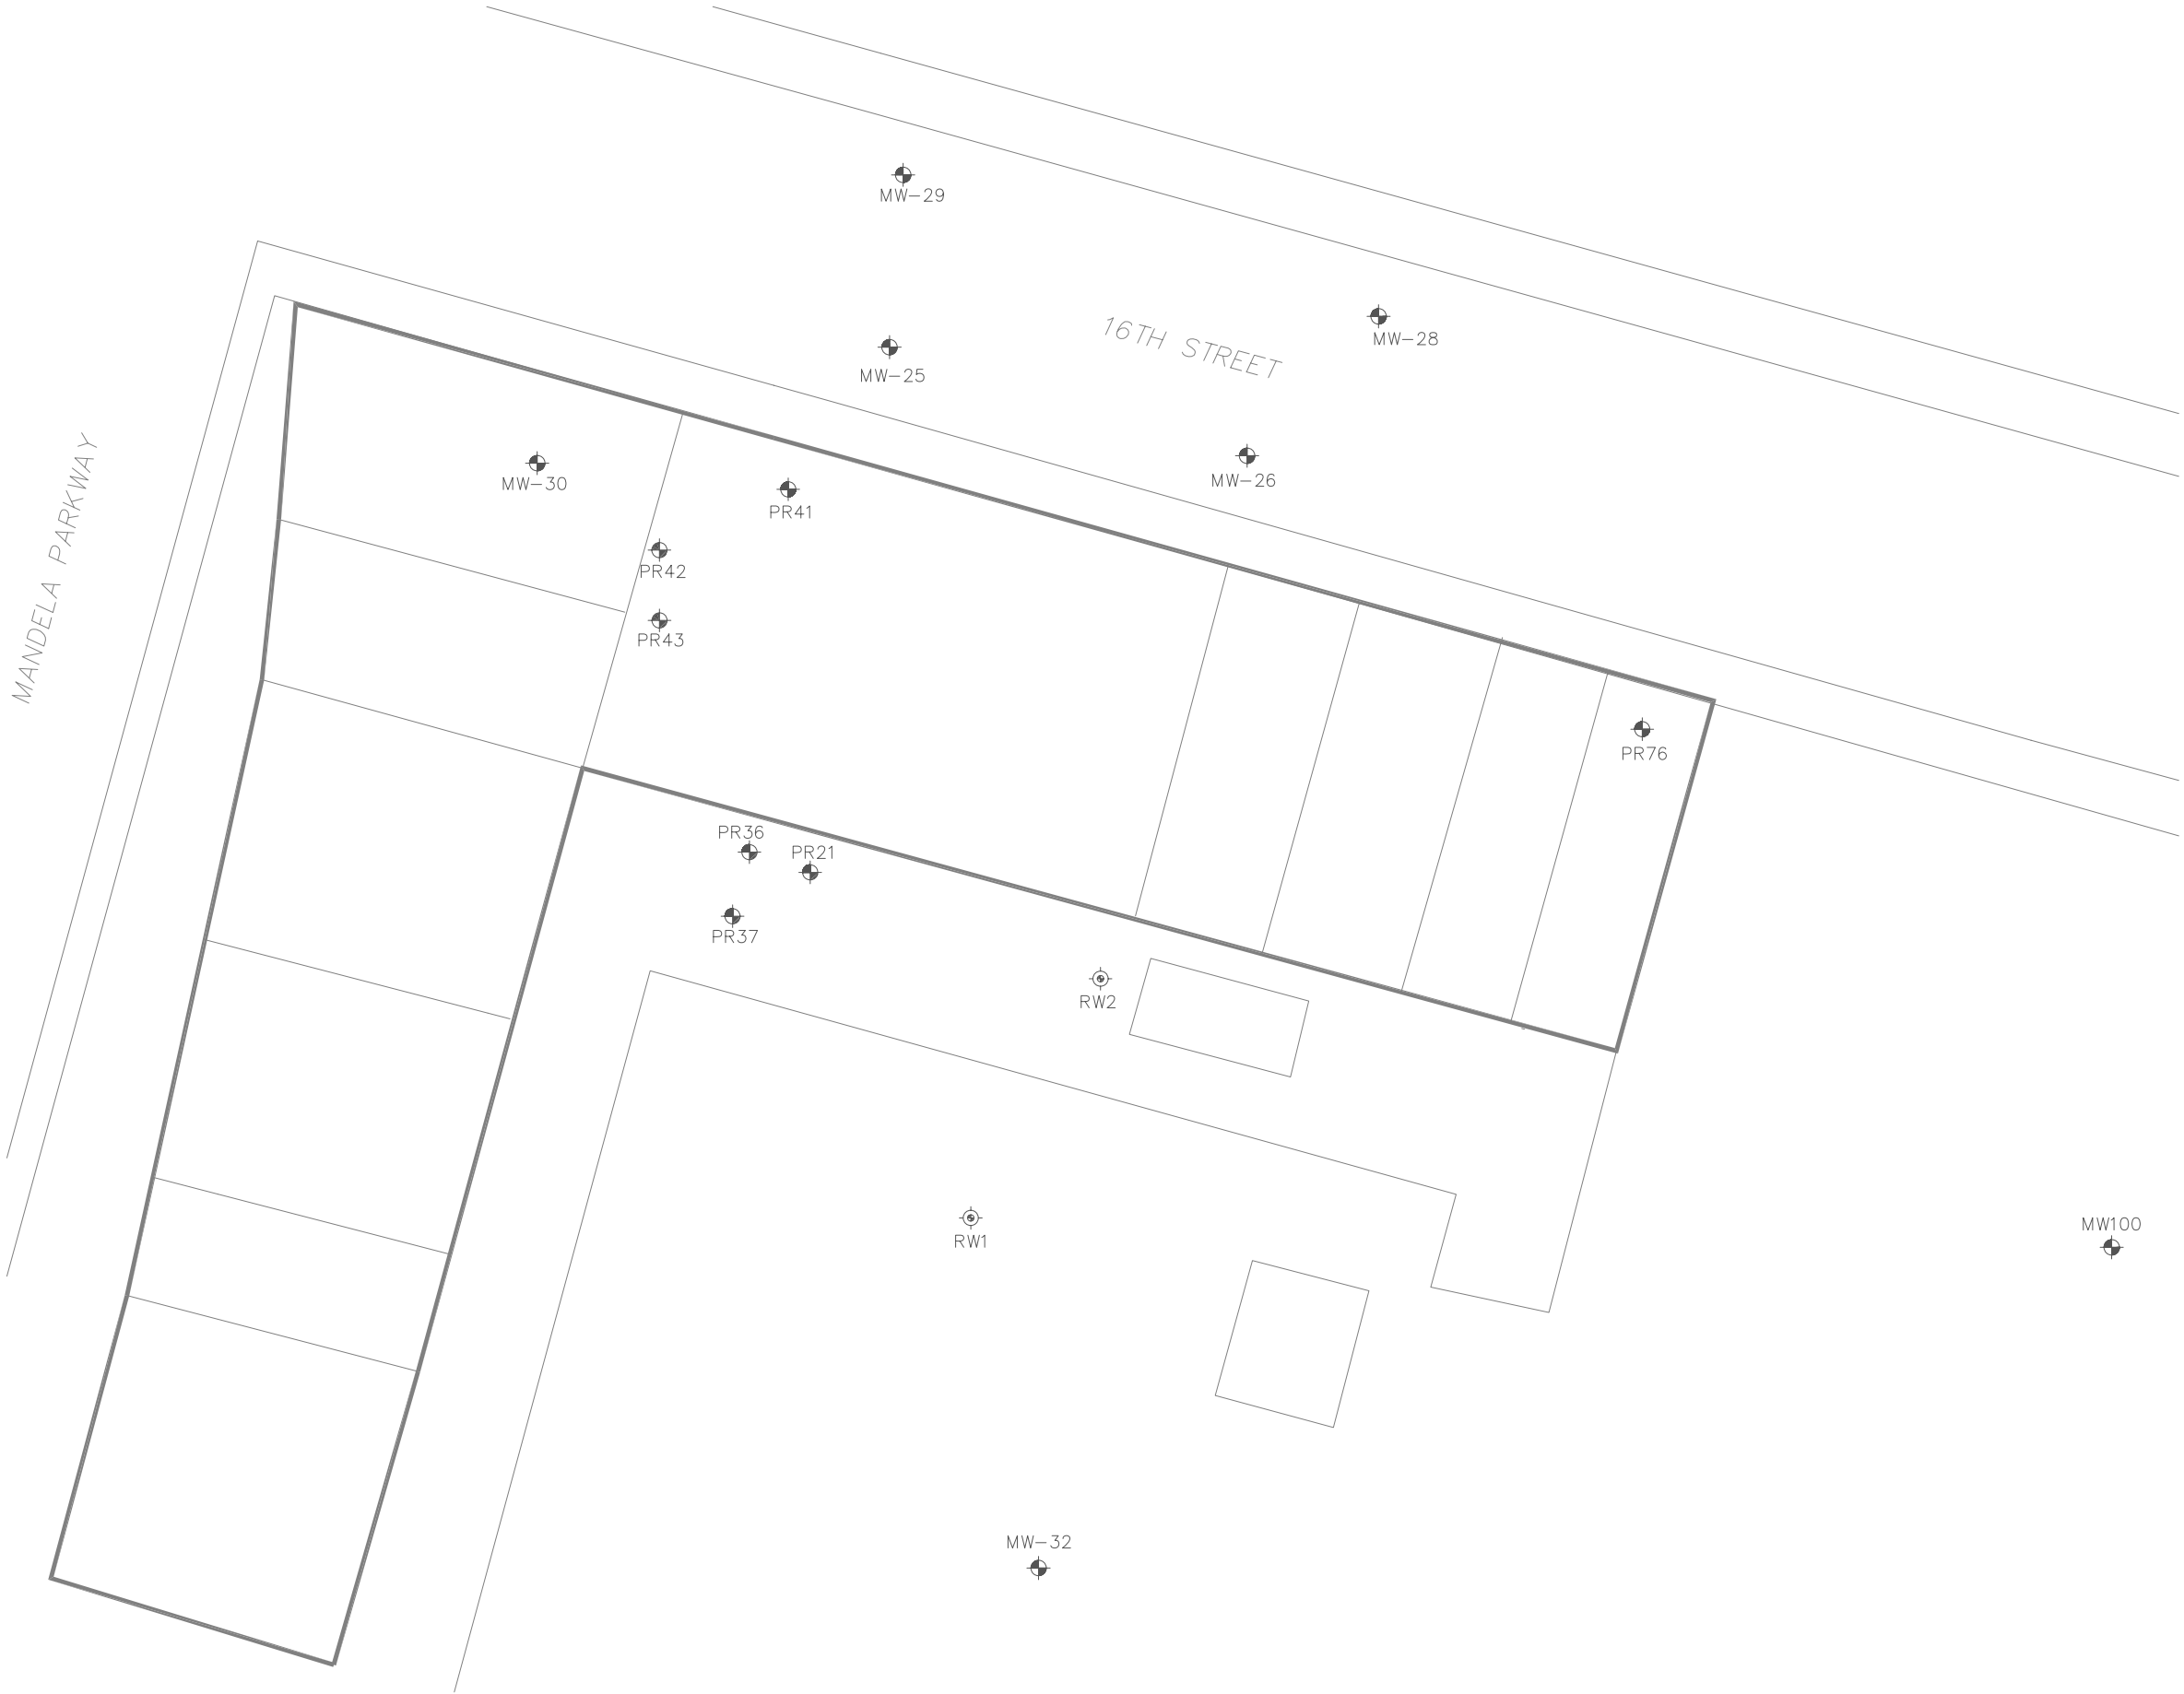 MW-29
16TH STREET
MW-28
MW-25
MANDELA PARKWAY
MW-30
MW-26
PR41
PR42
PR43
PR76
PR36
PR21
PR37
RW2
RW1
MW100
MW-32